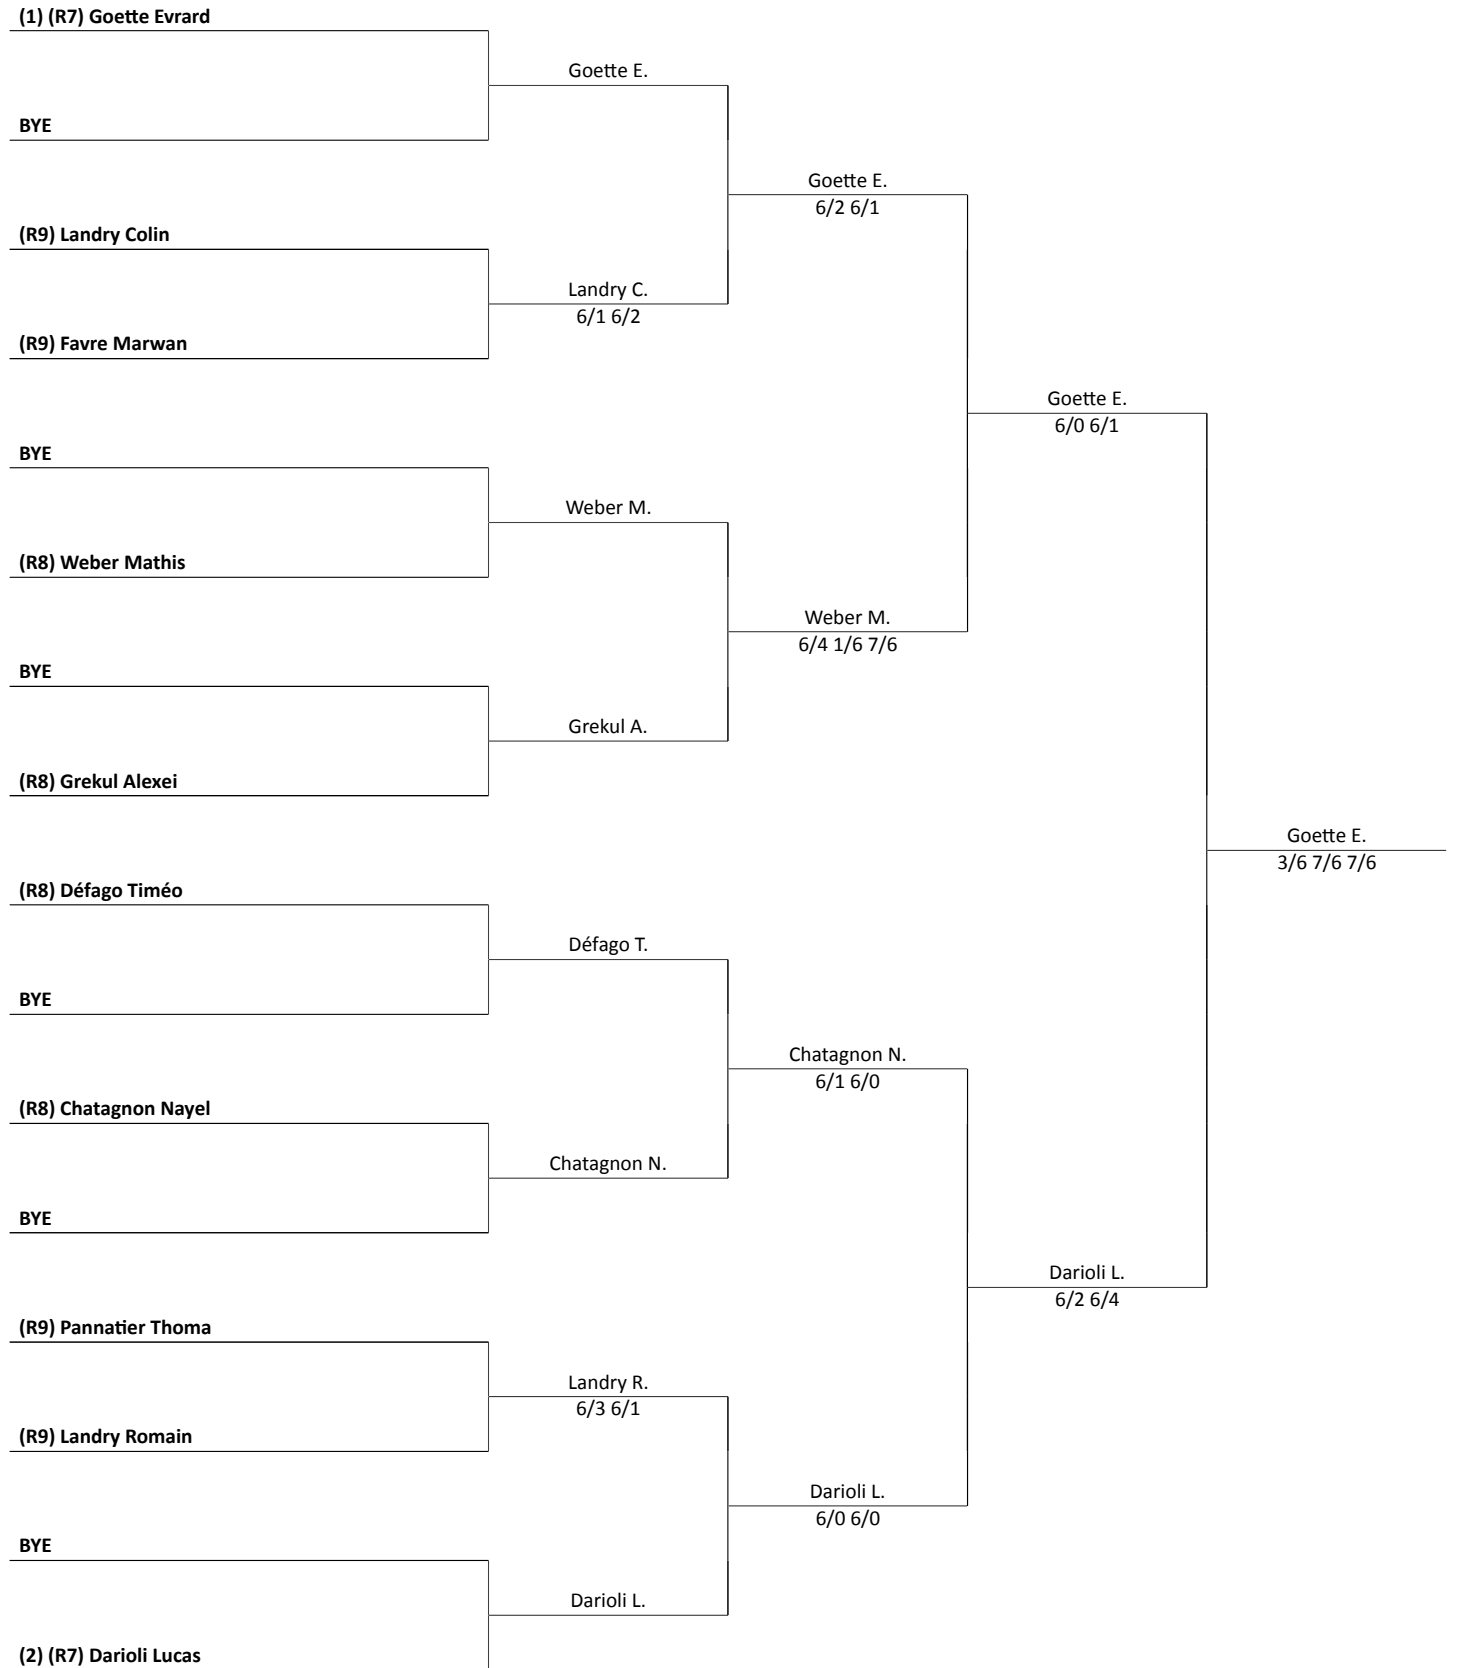 (1) (R7) Goette Evrard
Goette E.
BYE
Goette E.
6/2 6/1
(R9) Landry Colin
Landry C.
6/1 6/2
(R9) Favre Marwan
Goette E.
6/0 6/1
BYE
Weber M.
(R8) Weber Mathis
Weber M.
6/4 1/6 7/6
BYE
Grekul A.
(R8) Grekul Alexei
Goette E.
3/6 7/6 7/6
(R8) Défago Timéo
Défago T.
BYE
Chatagnon N.
6/1 6/0
(R8) Chatagnon Nayel
Chatagnon N.
BYE
Darioli L.
6/2 6/4
(R9) Pannatier Thoma
Landry R.
6/3 6/1
(R9) Landry Romain
Darioli L.
6/0 6/0
BYE
Darioli L.
(2) (R7) Darioli Lucas